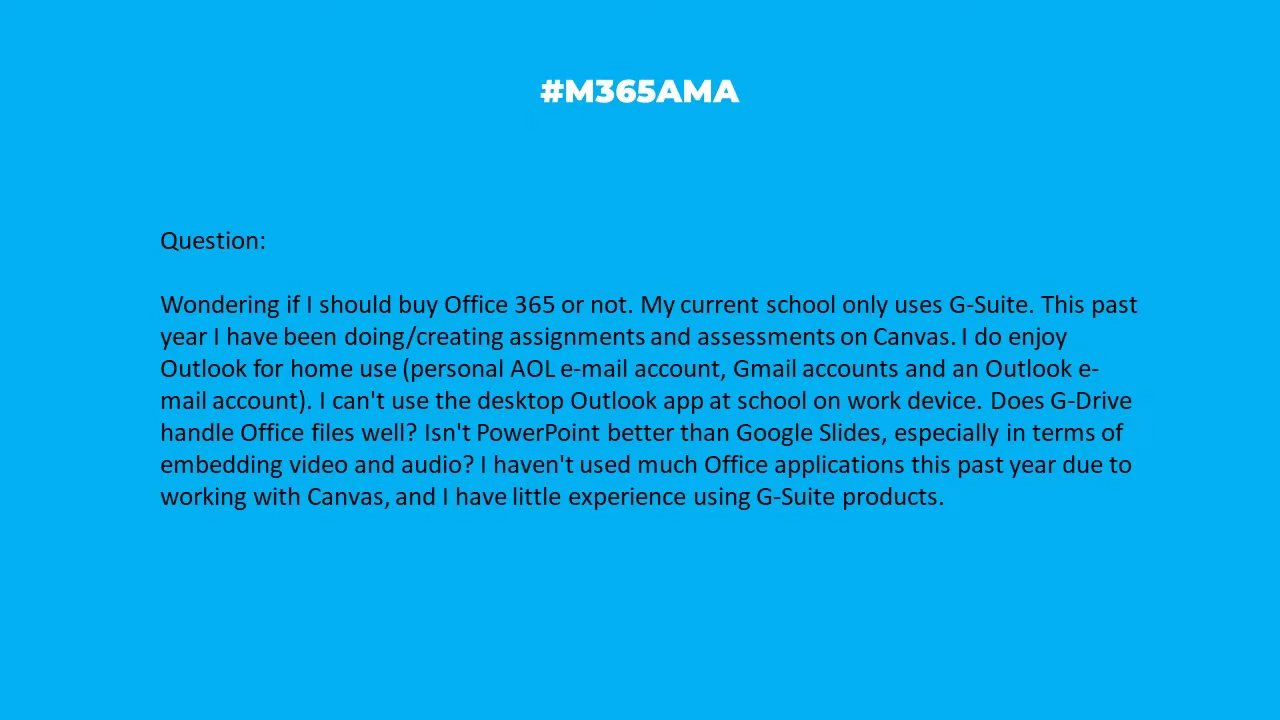 #M365AMA
Question:
Wondering if I should buy Office 365 or not. My current school only uses G-Suite. This past
year I have been doing/creating assignments and assessments on Canvas. I do enjoy
Outlook for home use (personal AOL e-mail account, Gmail accounts and an Outlook e-
mail account). I can't use the desktop Outlook app at school on work device. Does G-Drive
handle Office files well? Isn't PowerPoint better than Google Slides, especially in terms of
embedding video and audio? I haven't used much Office applications this past year due to
working with Canvas, and I have little experience using G-Suite products.